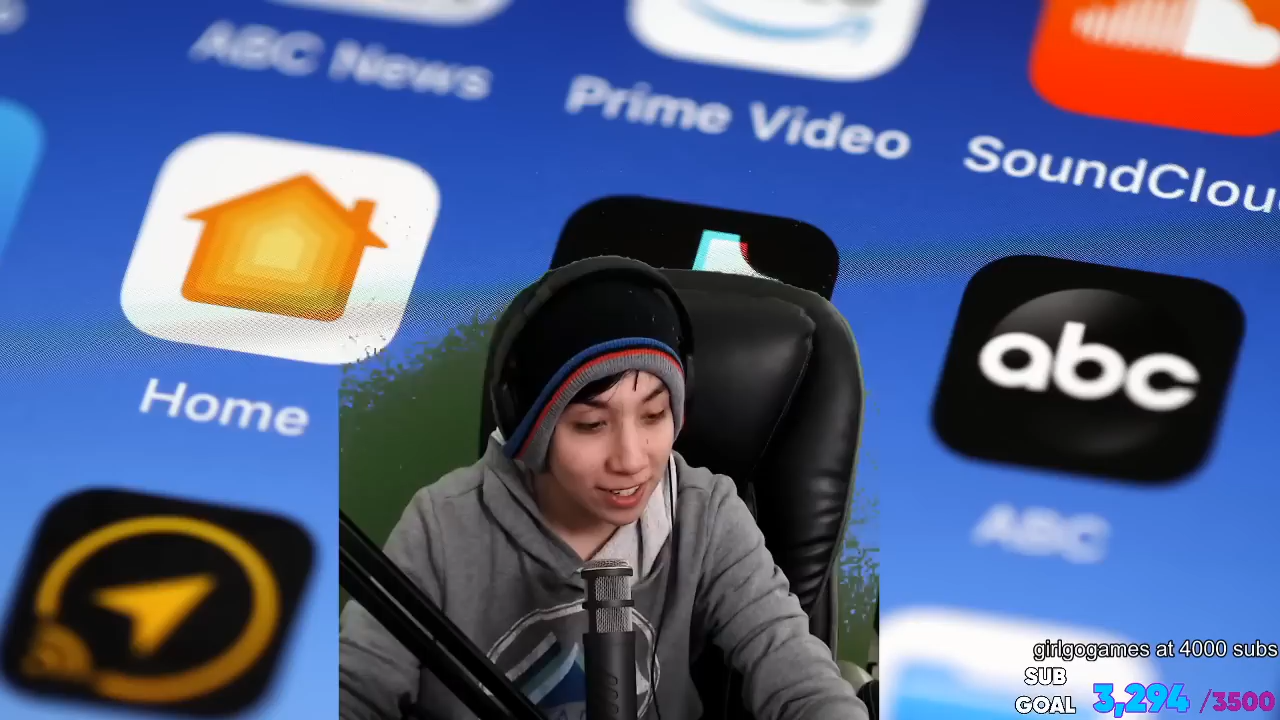 ABC News
Prime Video
SoundClou
Home
abc
ABC
girlgogames at 4000 subs
SUB
GOAL 3,294 /3500